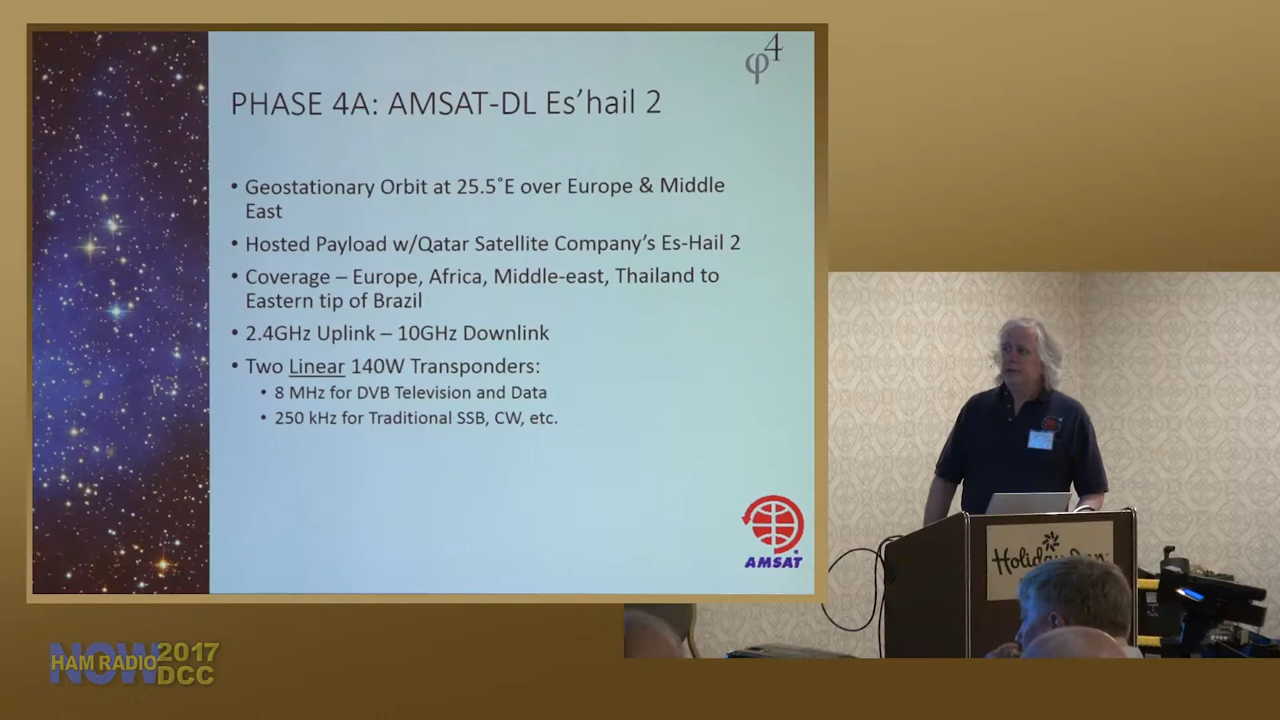 φ4
PHASE 4A: AMSAT-DL Es'hail 2
• Geostationary Orbit at 25.5˚E over Europe & Middle
East
• Hosted Payload w/Qatar Satellite Company's Es-Hail 2
• Coverage – Europe, Africa, Middle-east, Thailand to
Eastern tip of Brazil
• 2.4GHz Uplink – 10GHz Downlink
• Two Linear 140W Transponders:
• 8 MHz for DVB Television and Data
• 250 kHz for Traditional SSB, CW, etc.
AMSAT
Holiday Inn
NOW
HAM RADIO
2017
DCC